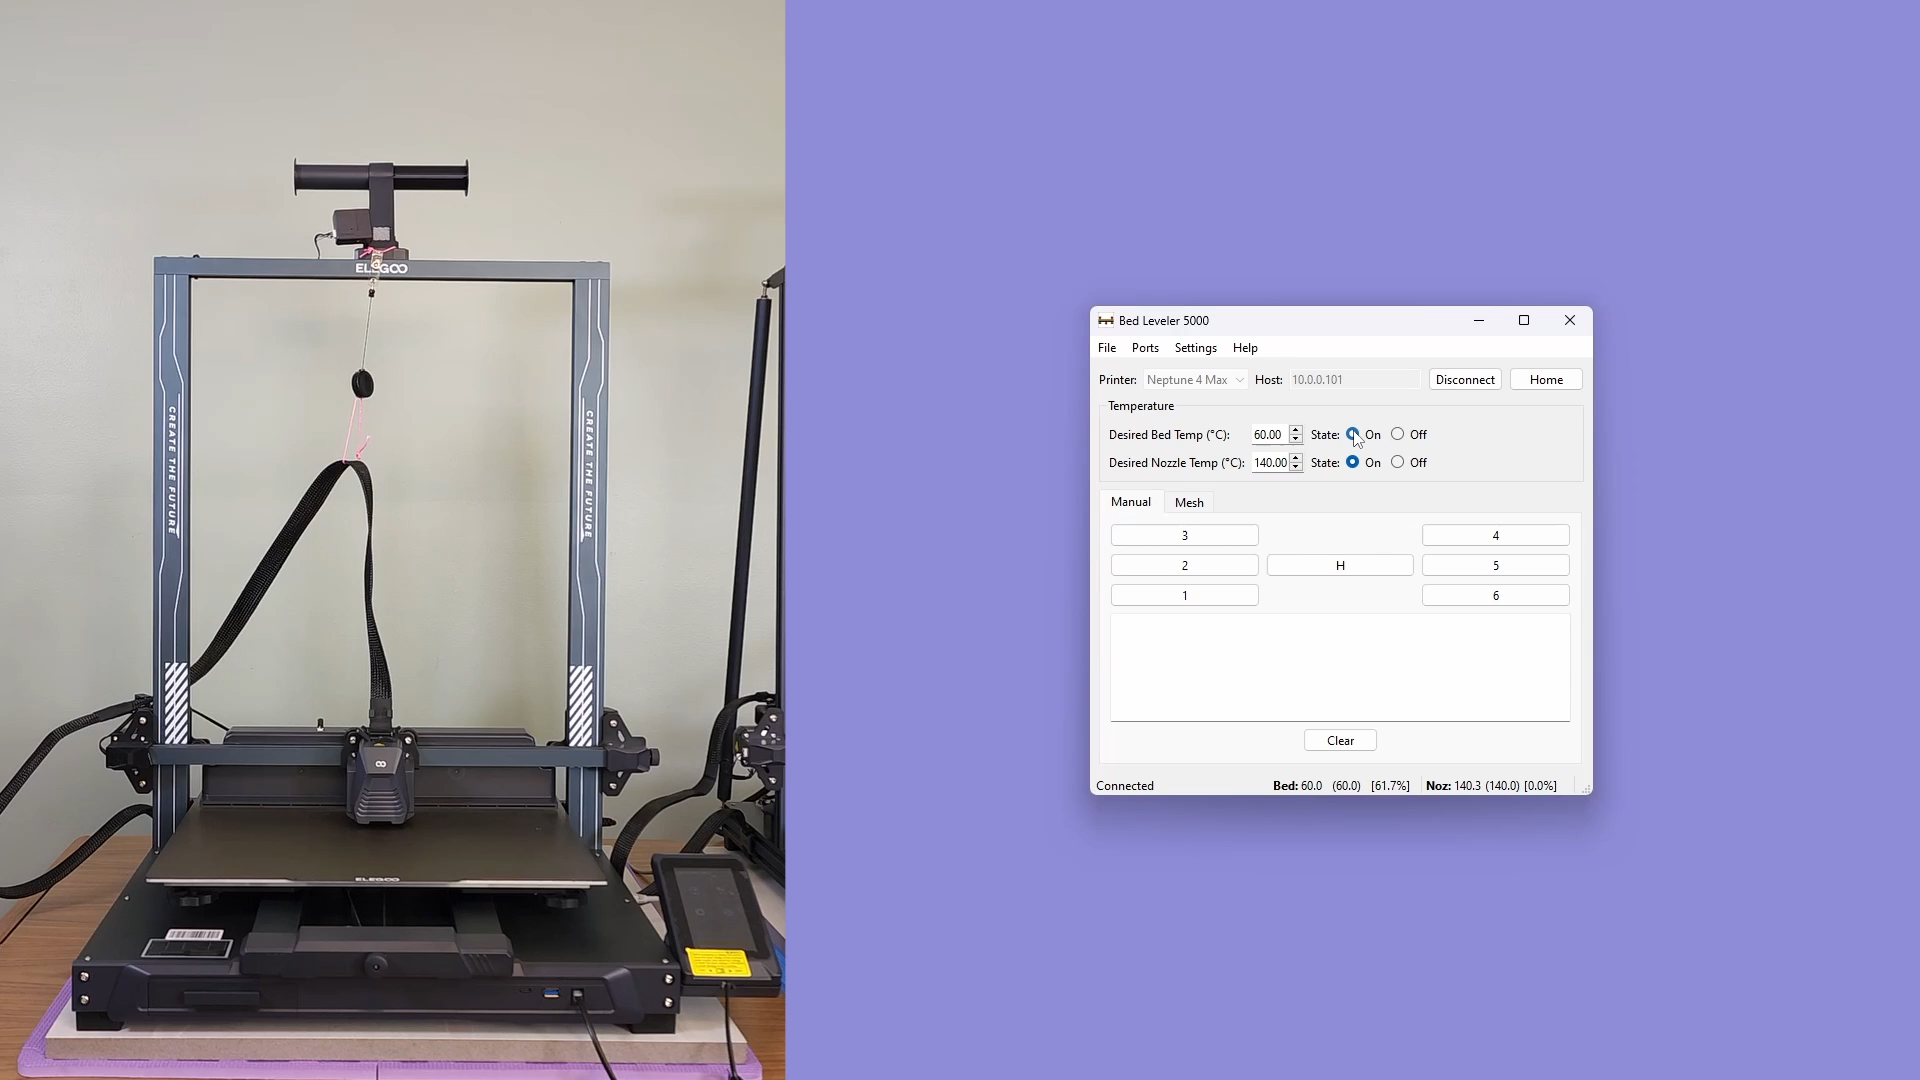 ELEGOO
CREATE THE FUTURE
CREATE THE FUTURE
ELEGOO
Bed Leveler 5000
File Ports Settings Help
Printer: Neptune 4 Max Host: 10.0.0.101 Disconnect Home
Temperature
Desired Bed Temp (°C): 60.00 State: On Off
Desired Nozzle Temp (°C): 140.00 State: On Off
Manual Mesh
3 4
2 H 5
1 6
Clear
Connected Bed: 60.0 (60.0) [61.7%] Noz: 140.3 (140.0) [0.0%]